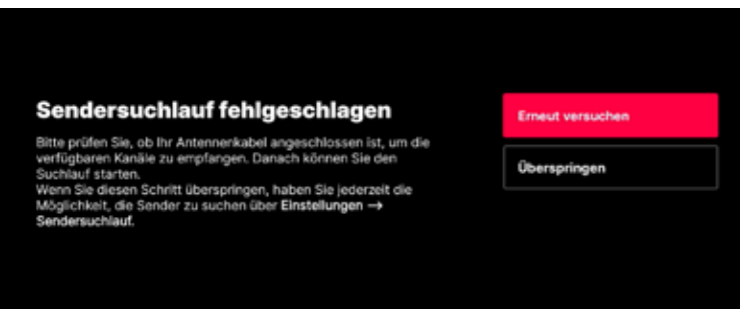 Sendersuchlauf fehlgeschlagen
Bitte prüfen Sie, ob Ihr Antennenkabel angeschlossen ist, um die
verfügbaren Kanäle zu empfangen. Danach können Sie den
Suchlauf starten.
Wenn Sie diesen Schritt überspringen, haben Sie jederzeit die
Möglichkeit, die Sender zu suchen über Einstellungen →
Sendersuchlauf.
Erneut versuchen
Überspringen